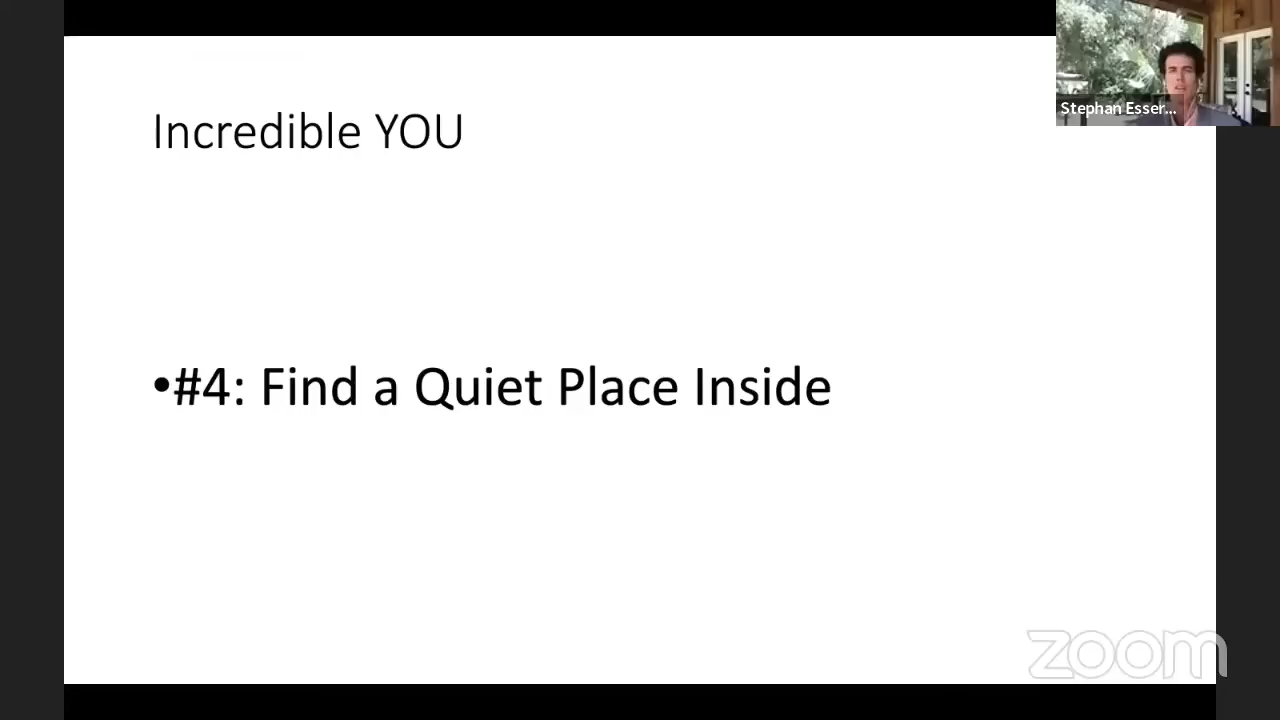 Incredible YOU
Stephan Esser...
•#4: Find a Quiet Place Inside
zoom